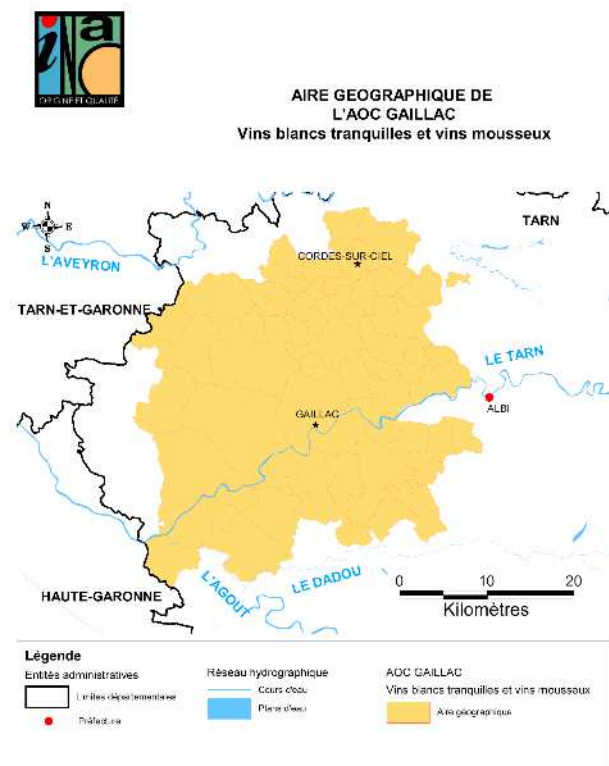 INAO
ORIGINE ET QUALITÉ
AIRE GEOGRAPHIQUE DE
L'AOC GAILLAC
Vins blancs tranquilles et vins mousseux
N
W E
S
L'AVEYRON
TARN
CORDES-SUR-CIEL
TARN-ET-GARONNE
LE TARN
ALBI
GAILLAC
HAUTE-GARONNE
L'AGOUT
LE DADOU
0 10 20
Kilomètres
Légende
Entités administratives
Limites départementales
Préfecture
Réseau hydrographique
Cours d'eau
Plans d'eau
AOC GAILLAC
Vins blancs tranquilles et vins mousseux
Aire géographique